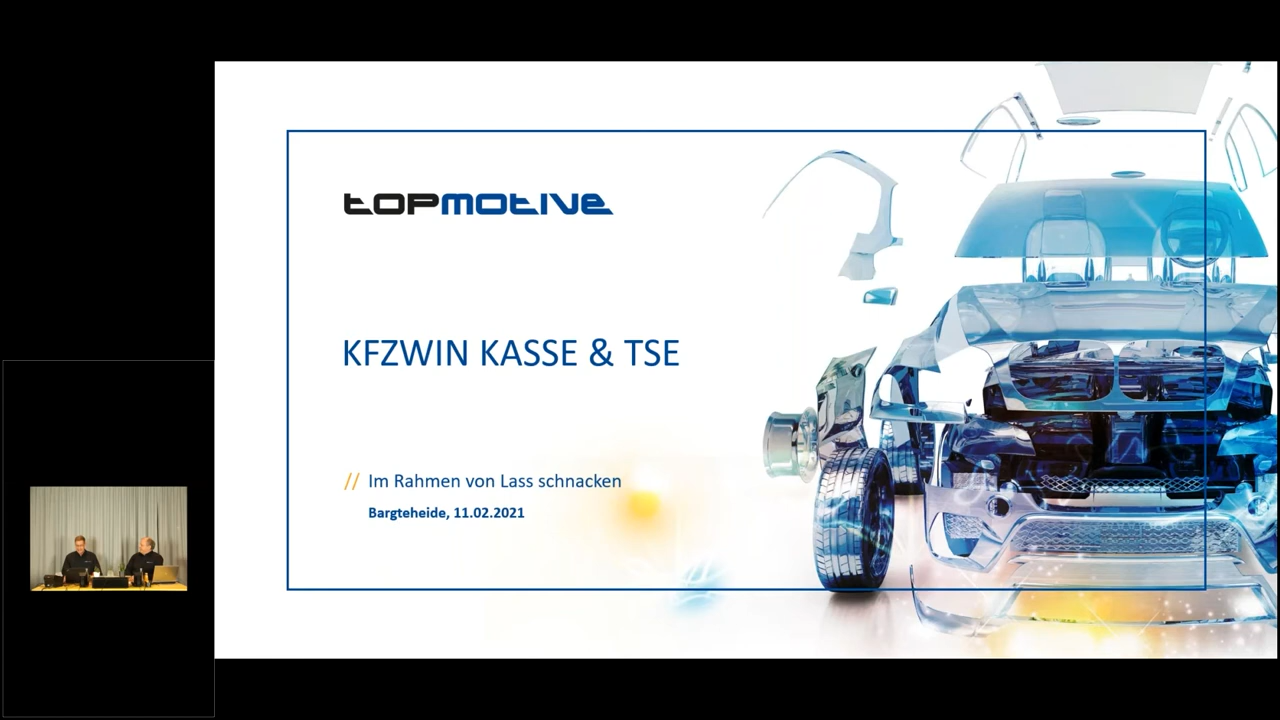 topmotive
KFZWIN KASSE & TSE
// Im Rahmen von Lass schnacken
Bargteheide, 11.02.2021